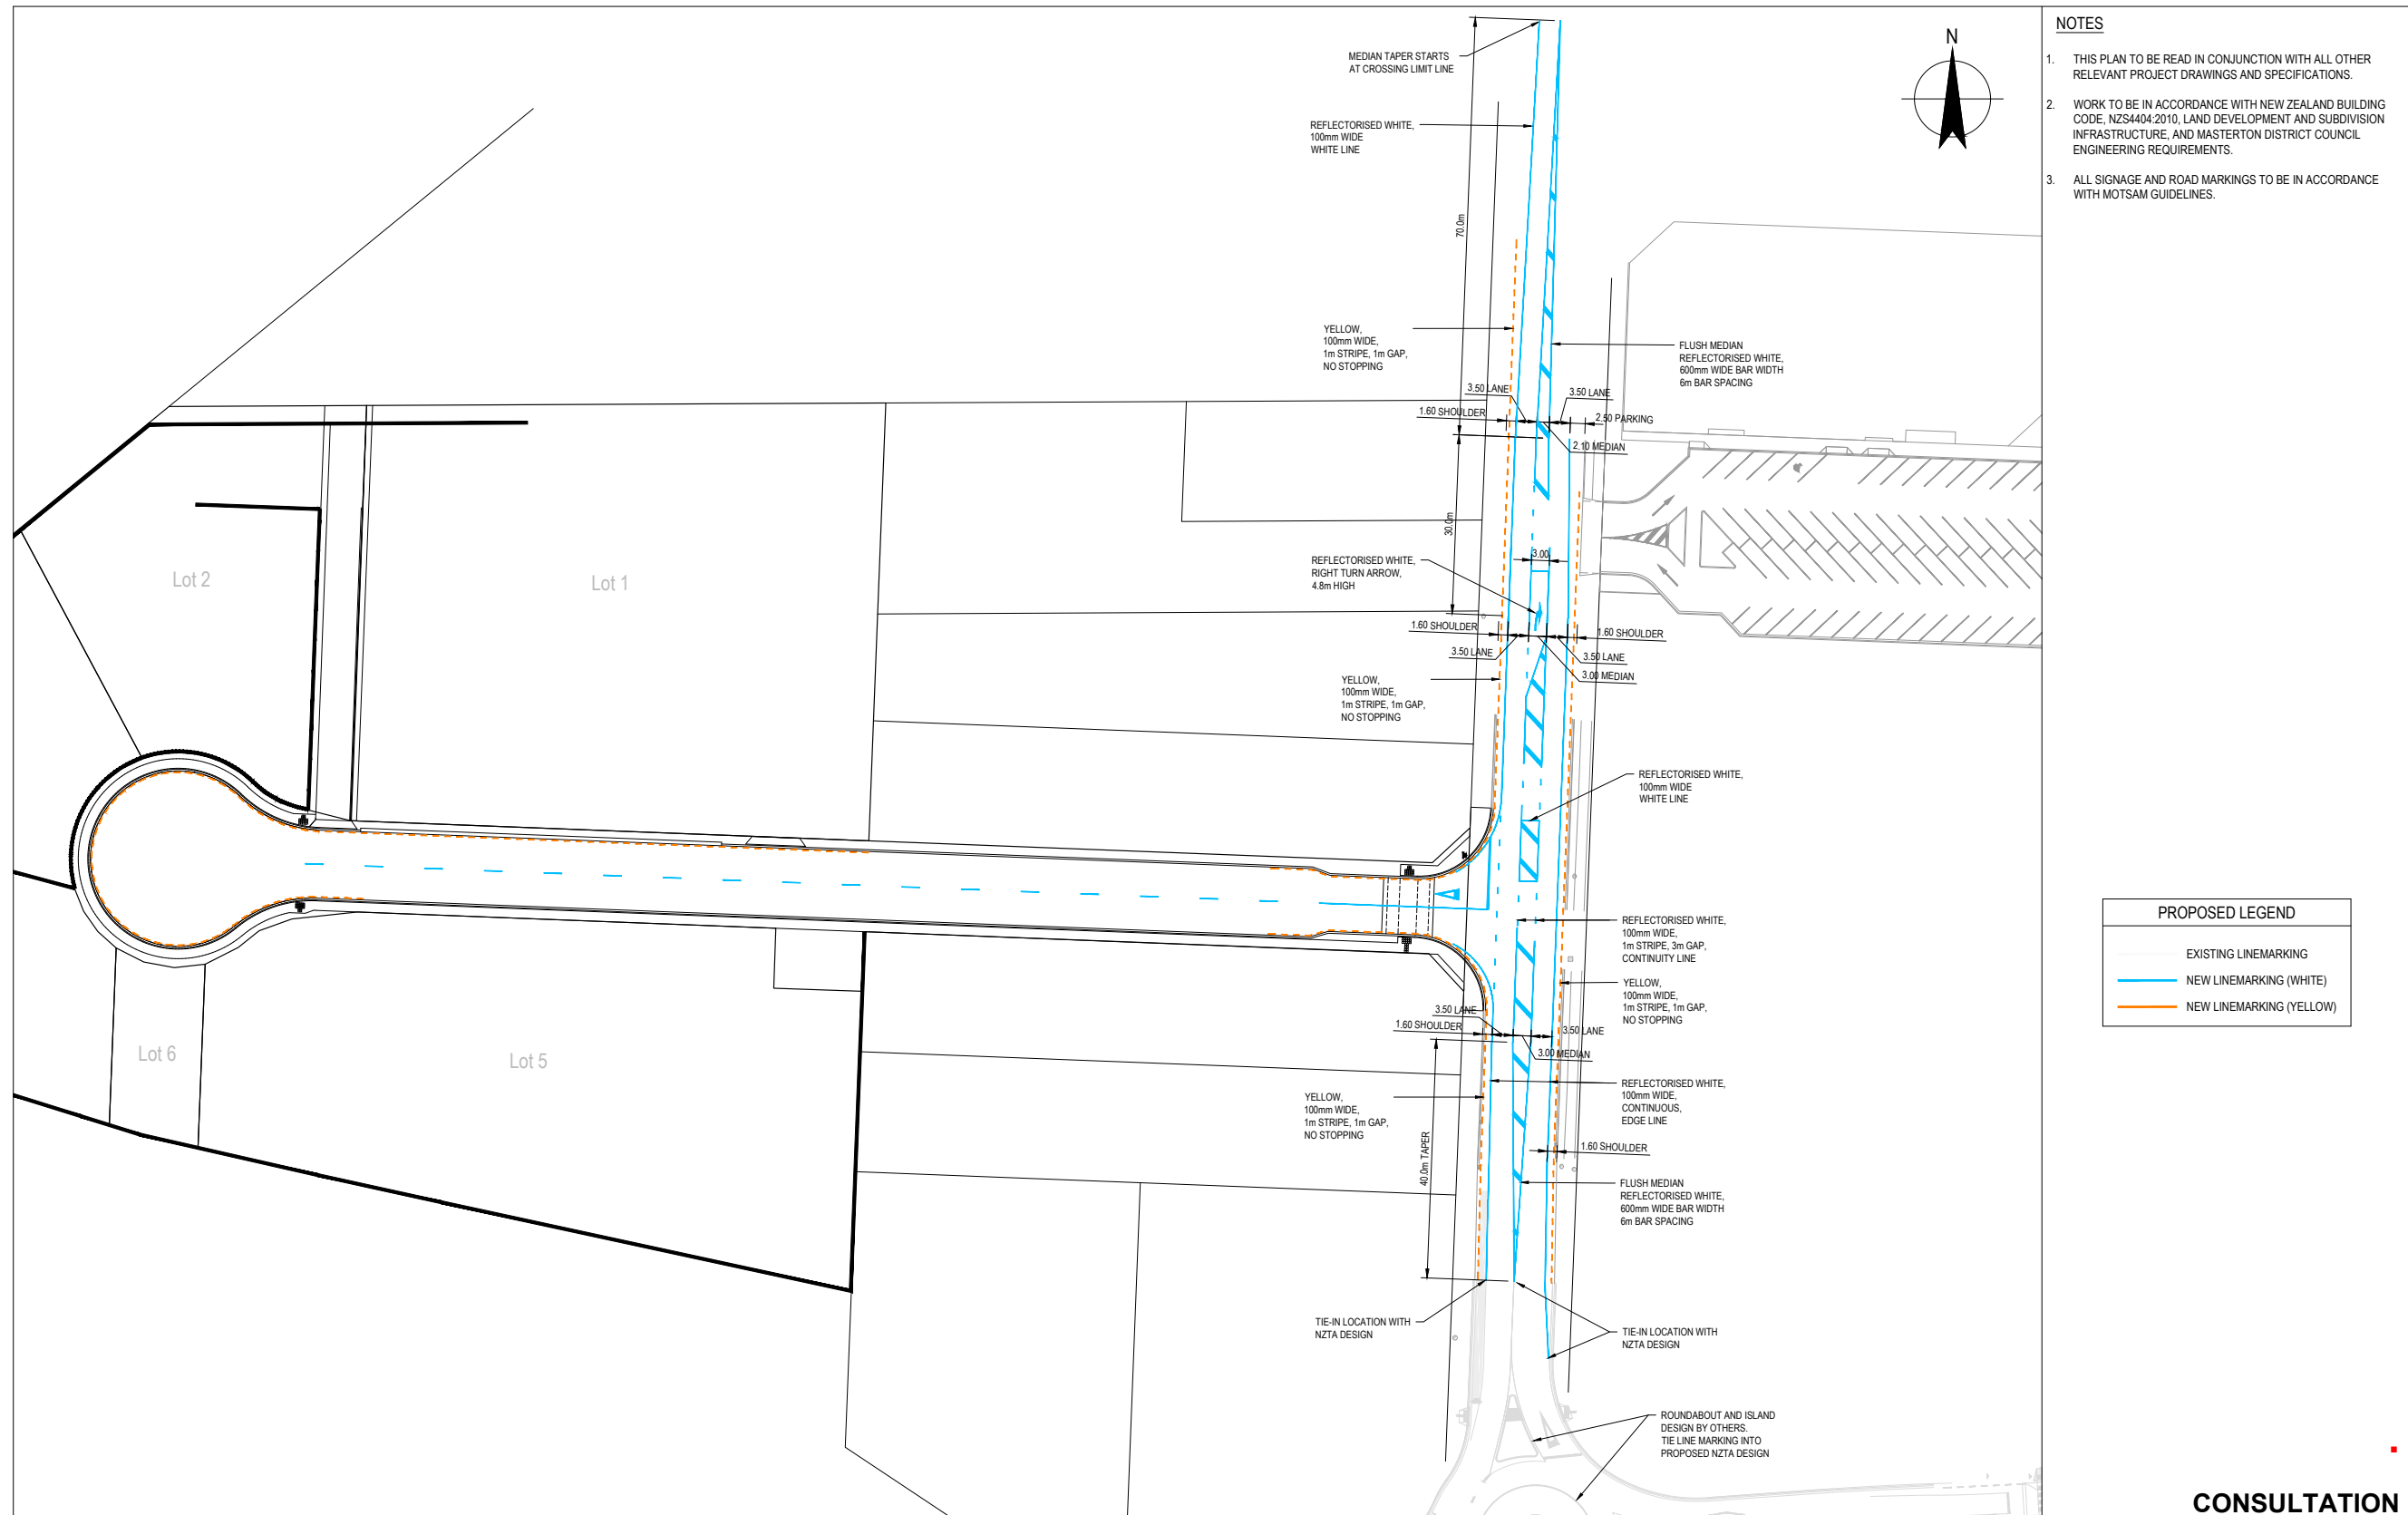 NOTES
1. THIS PLAN TO BE READ IN CONJUNCTION WITH ALL OTHER
RELEVANT PROJECT DRAWINGS AND SPECIFICATIONS.
2. WORK TO BE IN ACCORDANCE WITH NEW ZEALAND BUILDING
CODE, NZS4404:2010, LAND DEVELOPMENT AND SUBDIVISION
INFRASTRUCTURE, AND MASTERTON DISTRICT COUNCIL
ENGINEERING REQUIREMENTS.
3. ALL SIGNAGE AND ROAD MARKINGS TO BE IN ACCORDANCE
WITH MOTSAM GUIDELINES.
N
MEDIAN TAPER STARTS
AT CROSSING LIMIT LINE
REFLECTORISED WHITE,
100mm WIDE
WHITE LINE
70.0m
YELLOW,
100mm WIDE,
1m STRIPE, 1m GAP,
NO STOPPING
FLUSH MEDIAN
REFLECTORISED WHITE,
600mm WIDE BAR WIDTH
6m BAR SPACING
3.50 LANE
3.50 LANE
1.60 SHOULDER
2.50 PARKING
2.10 MEDIAN
30.0m
3.00
REFLECTORISED WHITE,
RIGHT TURN ARROW,
4.8m HIGH
1.60 SHOULDER
1.60 SHOULDER
3.50 LANE
3.50 LANE
3.00 MEDIAN
YELLOW,
100mm WIDE,
1m STRIPE, 1m GAP,
NO STOPPING
Lot 2
Lot 1
REFLECTORISED WHITE,
100mm WIDE
WHITE LINE
REFLECTORISED WHITE,
100mm WIDE,
1m STRIPE, 3m GAP,
CONTINUITY LINE
YELLOW,
100mm WIDE,
1m STRIPE, 1m GAP,
NO STOPPING
3.50 LANE
1.60 SHOULDER
3.50 LANE
3.00 MEDIAN
Lot 6
Lot 5
REFLECTORISED WHITE,
100mm WIDE,
CONTINUOUS,
EDGE LINE
YELLOW,
100mm WIDE,
1m STRIPE, 1m GAP,
NO STOPPING
40.0m TAPER
1.60 SHOULDER
FLUSH MEDIAN
REFLECTORISED WHITE,
600mm WIDE BAR WIDTH
6m BAR SPACING
TIE-IN LOCATION WITH
NZTA DESIGN
TIE-IN LOCATION WITH
NZTA DESIGN
ROUNDABOUT AND ISLAND
DESIGN BY OTHERS.
TIE LINE MARKING INTO
PROPOSED NZTA DESIGN
PROPOSED LEGEND
EXISTING LINEMARKING
NEW LINEMARKING (WHITE)
NEW LINEMARKING (YELLOW)
CONSULTATION